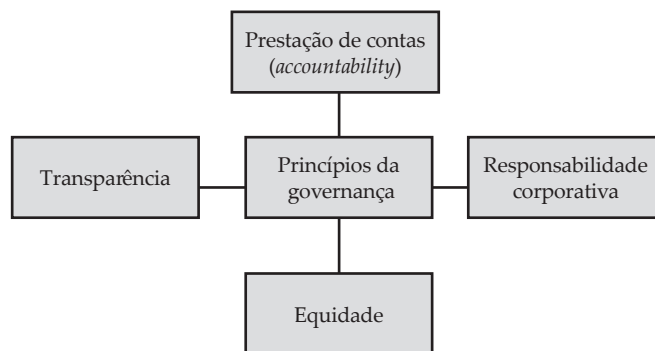 Prestação de contas
(accountability)
Transparência
Princípios da
governança
Responsabilidade
corporativa
Equidade